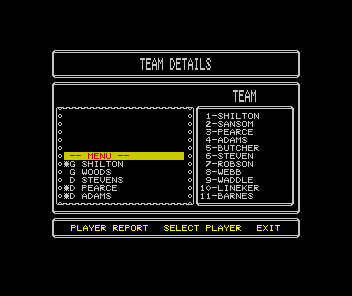 TEAM DETAILS
-- MENU --
*G SHILTON
G WOODS
D STEVENS
*D PEARCE
*D ADAMS
TEAM
1-SHILTON
2-SANSOM
3-PEARCE
4-ADAMS
5-BUTCHER
6-STEVEN
7-ROBSON
8-WEBB
9-WADDLE
10-LINEKER
11-BARNES
PLAYER REPORT SELECT PLAYER EXIT